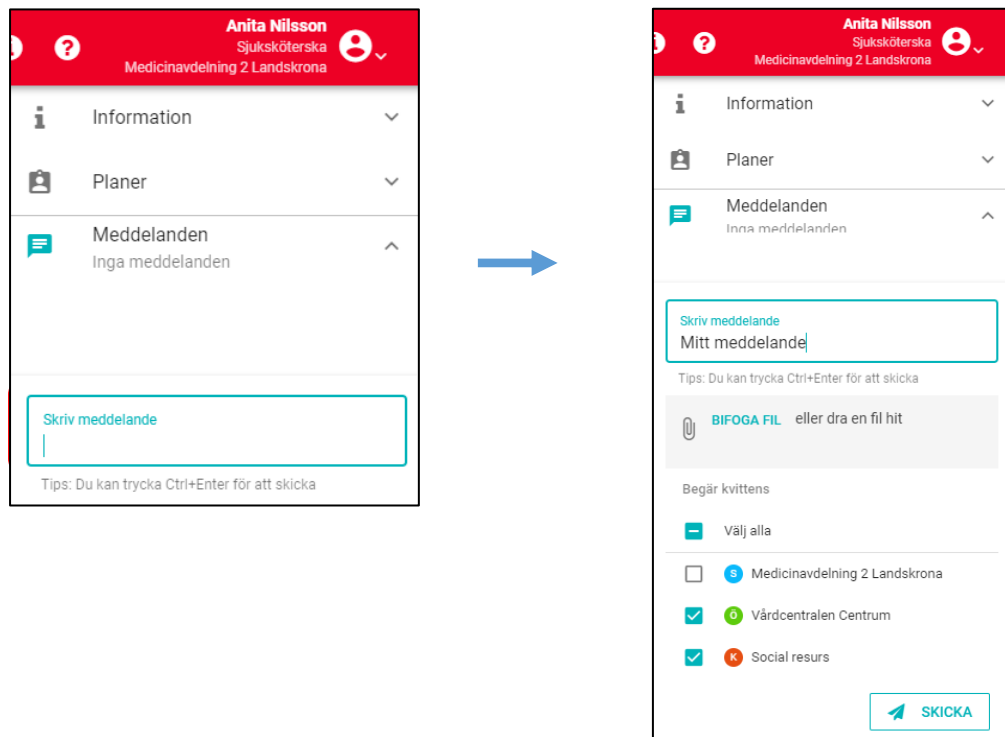 Anita Nilsson
Sjuksköterska
Medicinavdelning 2 Landskrona
Information
Planer
Meddelanden
Inga meddelanden
Skriv meddelande
Tips: Du kan trycka Ctrl+Enter för att skicka
Anita Nilsson
Sjuksköterska
Medicinavdelning 2 Landskrona
Information
Planer
Meddelanden
Inga meddelanden
Skriv meddelande
Mitt meddelande
Tips: Du kan trycka Ctrl+Enter för att skicka
BIFOGA FIL eller dra en fil hit
Begär kvittens
Välj alla
S Medicinavdelning 2 Landskrona
Ö Vårdcentralen Centrum
K Social resurs
SKICKA